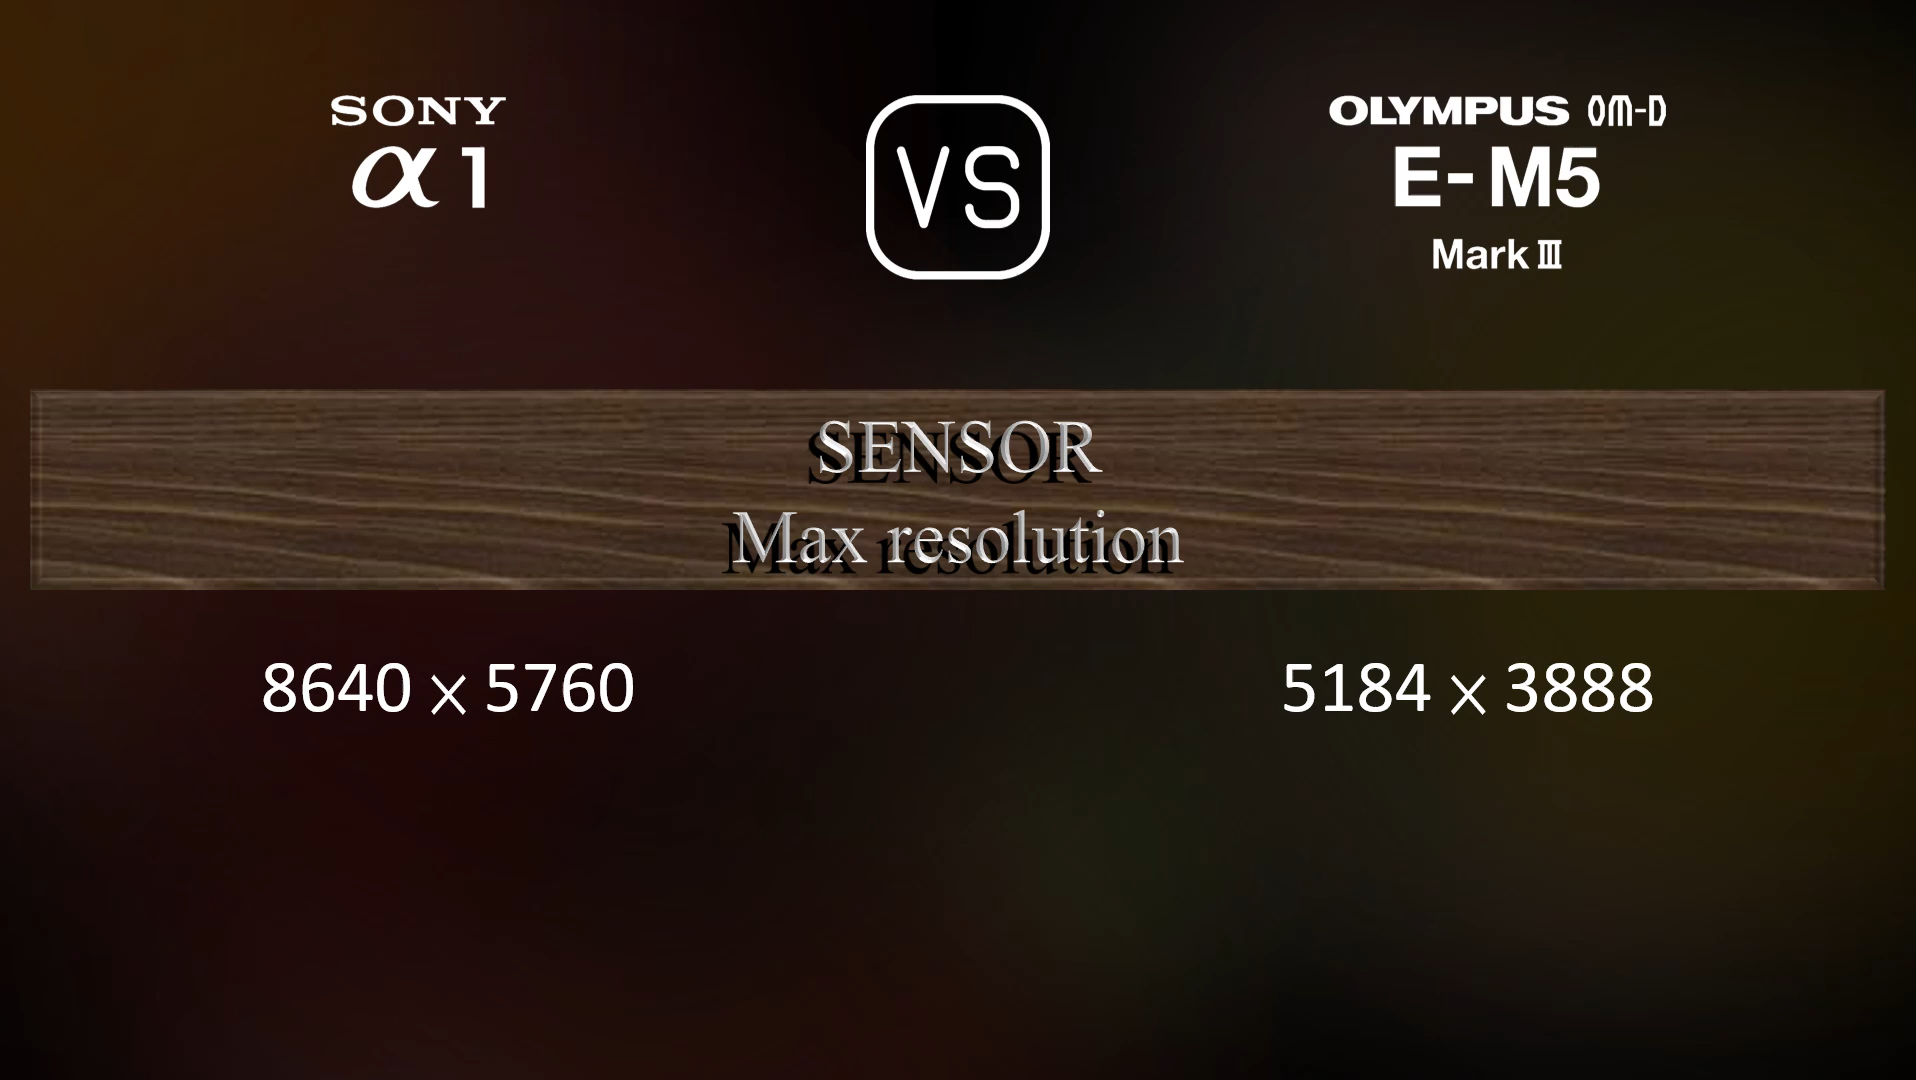 SONY
α1
VS
OLYMPUS OM-D
E-M5
Mark III
SENSOR
Max resolution
8640 x 5760
5184 x 3888